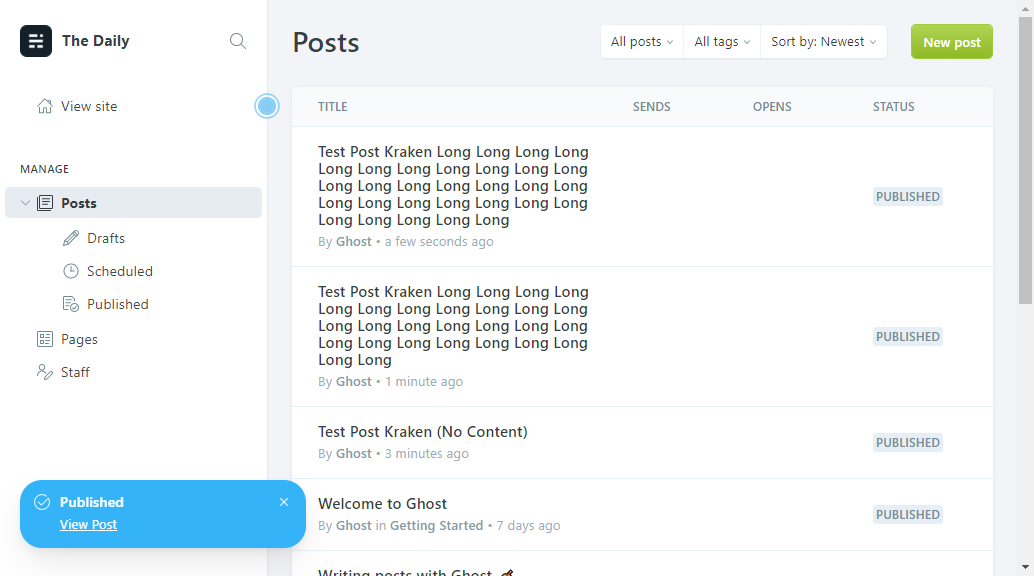 The Daily
View site
MANAGE
Posts
Drafts
Scheduled
Published
Pages
Staff
Published
View Post
Posts
All posts
All tags
Sort by: Newest
New post
TITLE
SENDS
OPENS
STATUS
Test Post Kraken Long Long Long Long
Long Long Long Long Long Long Long
Long Long Long Long Long Long Long
Long Long Long Long Long Long Long
Long Long Long Long Long
By Ghost • a few seconds ago
PUBLISHED
Test Post Kraken Long Long Long Long
Long Long Long Long Long Long Long
Long Long Long Long Long Long Long
Long Long Long Long Long Long Long
Long Long
By Ghost • 1 minute ago
PUBLISHED
Test Post Kraken (No Content)
By Ghost • 3 minutes ago
PUBLISHED
Welcome to Ghost
By Ghost in Getting Started • 7 days ago
PUBLISHED
Writing posts with Ghost